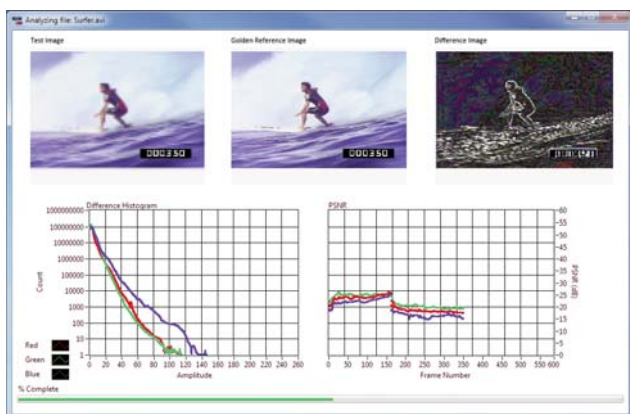 Analyzing file: Surfer.avi
Test Image
Golden Reference Image
Difference Image
000350
000350
Difference Histogram
PSNR
100000000
10000000
1000000
100000
10000
1000
100
10
1
Count
0 20 40 60 80 100 120 140 160 180 200 220 240 260
Amplitude
60
55
50
45
40
35
30
25
20
15
10
5
0
PSNR (dB)
0 50 100 150 200 250 300 350 400 450 500 550 600
Frame Number
Red
Green
Blue
% Complete